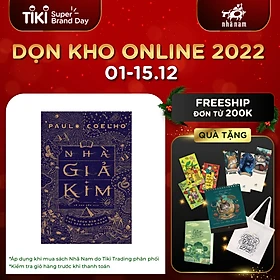 TIKI Super Brand Day
nhã nam
DỌN KHO ONLINE 2022
01-15.12
FREESHIP
ĐƠN TỪ 200K
QUÀ TẶNG
PAULO COELHO
NHÀ
GIẢ
KIM
*Áp dụng khi mua sách Nhã Nam do Tiki Trading phân phối
*Kiểm tra giỏ hàng trước khi thanh toán